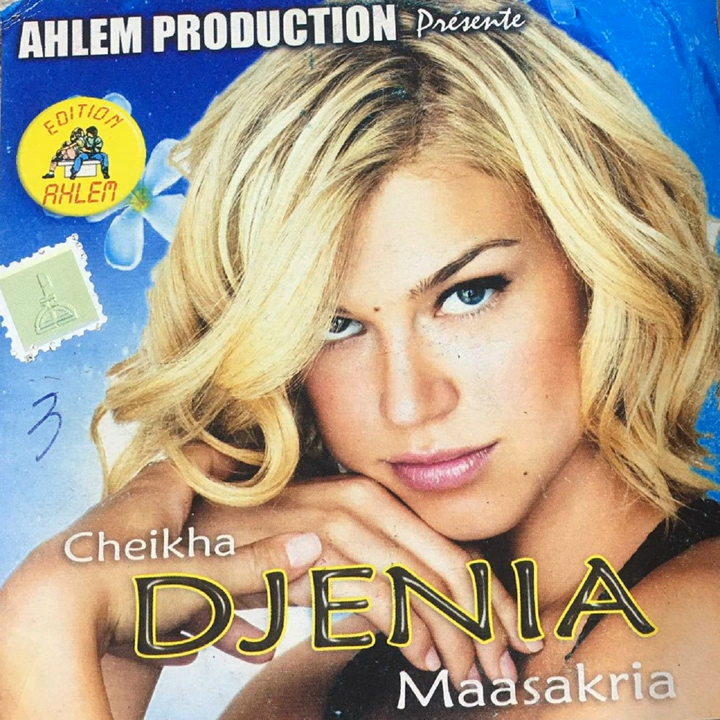 AHLEM PRODUCTION Présente
EDITION
AHLEM
3
Cheikha
DJENIA
Maasakria